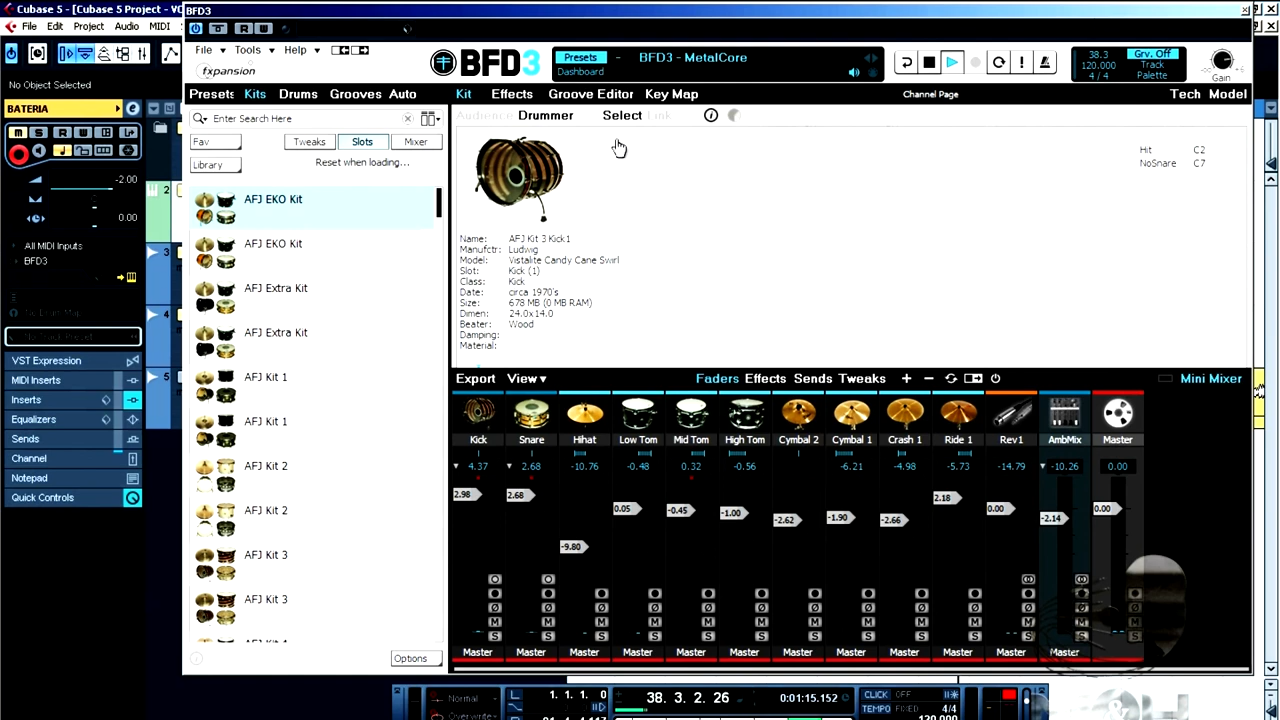 Cubase 5 - [Cubase 5 Project - VO
File Edit Project Audio MIDI
No Object Selected
BATERIA
M S R W
-2.00
0.00
All MIDI Inputs
BFD3
VST Expression
MIDI Inserts
Inserts
Equalizers
Sends
Channel
Notepad
Quick Controls
2
3
4
5
BFD3
R W
File Tools Help
fxpansion
BFD3
Presets - BFD3 - MetalCore
Dashboard
38.3
120.000
4 / 4
Grv. Off
Track
Palette
Gain
Presets Kits Drums Grooves Auto
Kit Effects Groove Editor Key Map
Channel Page
Tech Model
Enter Search Here
Fav
Library
Tweaks Slots Mixer
Reset when loading...
AFJ EKO Kit
AFJ EKO Kit
AFJ Extra Kit
AFJ Extra Kit
AFJ Kit 1
AFJ Kit 1
AFJ Kit 2
AFJ Kit 2
AFJ Kit 3
AFJ Kit 3
Options
Audience Drummer Select Link
Hit C2
NoSnare C7
Name: AFJ Kit 3 Kick1
Manufctr: Ludwig
Model: Vistalite Candy Cane Swirl
Slot: Kick (1)
Class: Kick
Date: circa 1970's
Size: 678 MB (0 MB RAM)
Dimen: 24.0x14.0
Beater: Wood
Damping:
Material:
Export View
Faders Effects Sends Tweaks + -
Mini Mixer
Kick Snare Hihat Low Tom Mid Tom High Tom Cymbal 2 Cymbal 1 Crash 1 Ride 1 Rev1 AmbMix Master
4.37 2.68 -10.76 -0.48 0.32 -0.56 -6.21 -4.98 -5.73 -14.79 -10.26 0.00
2.98 2.68 -9.80 0.05 -0.45 -1.00 -2.62 -1.90 -2.66 2.18 0.00 -2.14 0.00
M M M M M M M M M M M
S S S S S S S S S S S
Master Master Master Master Master Master Master Master Master Master Master Master
Normal
Overwrite
1. 1. 1. 0
38. 3. 2. 26
0:01:15.152
CLICK OFF
TEMPO FIXED 4/4
120.000